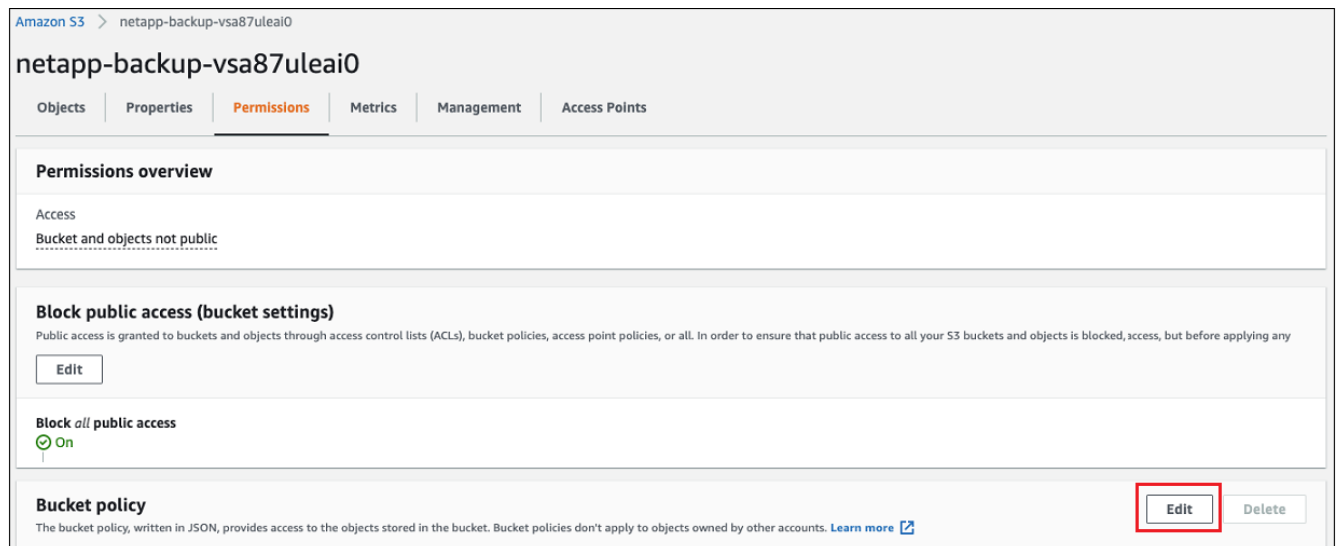 Amazon S3 > netapp-backup-vsa87uleai0
netapp-backup-vsa87uleai0
Objects Properties Permissions Metrics Management Access Points
Permissions overview
Access
Bucket and objects not public
Block public access (bucket settings)
Public access is granted to buckets and objects through access control lists (ACLs), bucket policies, access point policies, or all. In order to ensure that public access to all your S3 buckets and objects is blocked, access, but before applying any
Edit
Block all public access
On
Bucket policy
Edit Delete
The bucket policy, written in JSON, provides access to the objects stored in the bucket. Bucket policies don't apply to objects owned by other accounts. Learn more